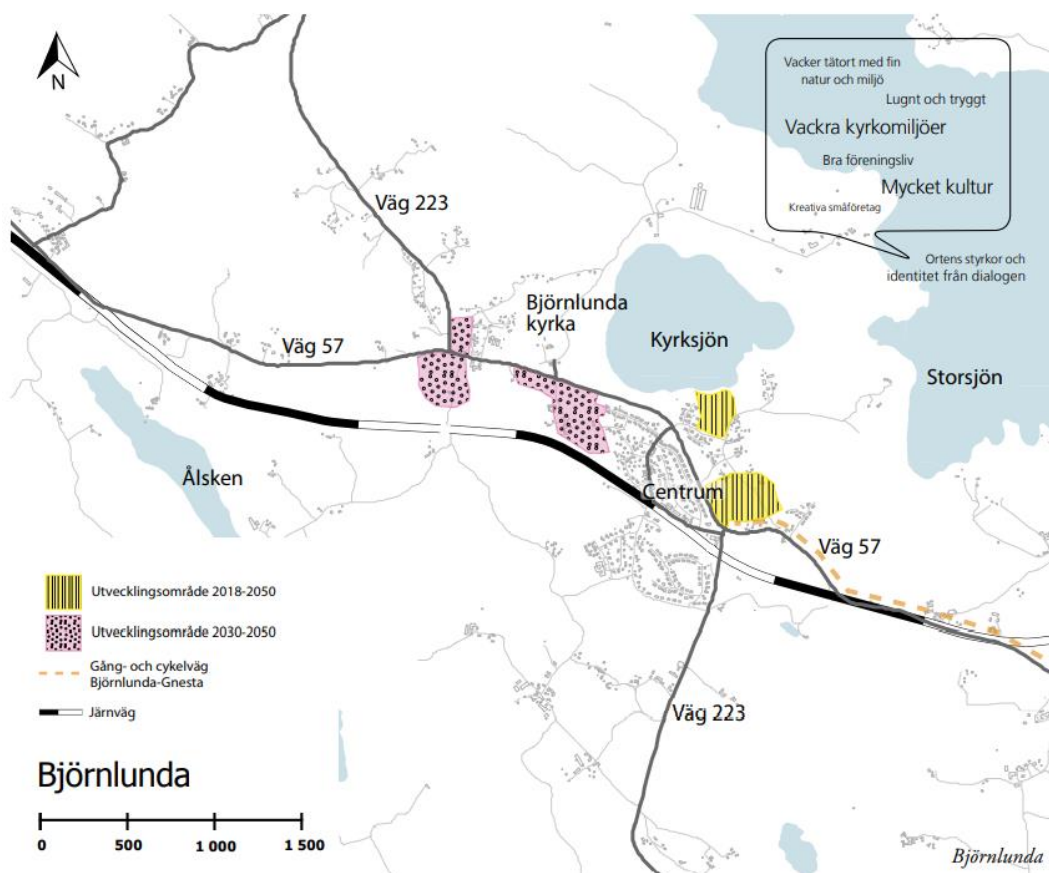 N
Vacker tätort med fin
natur och miljö
Lugnt och tryggt
Vackra kyrkomiljöer
Bra föreningsliv
Mycket kultur
Kreativa småföretag
Ortens styrkor och
identitet från dialogen
Väg 223
Björnlunda
kyrka
Kyrksjön
Väg 57
Storsjön
Ålsken
Centrum
Väg 57
Utvecklingsområde 2018-2050
Utvecklingsområde 2030-2050
Gång- och cykelväg
Björnlunda-Gnesta
Järnväg
Väg 223
Björnlunda
0 500 1 000 1 500
Björnlunda